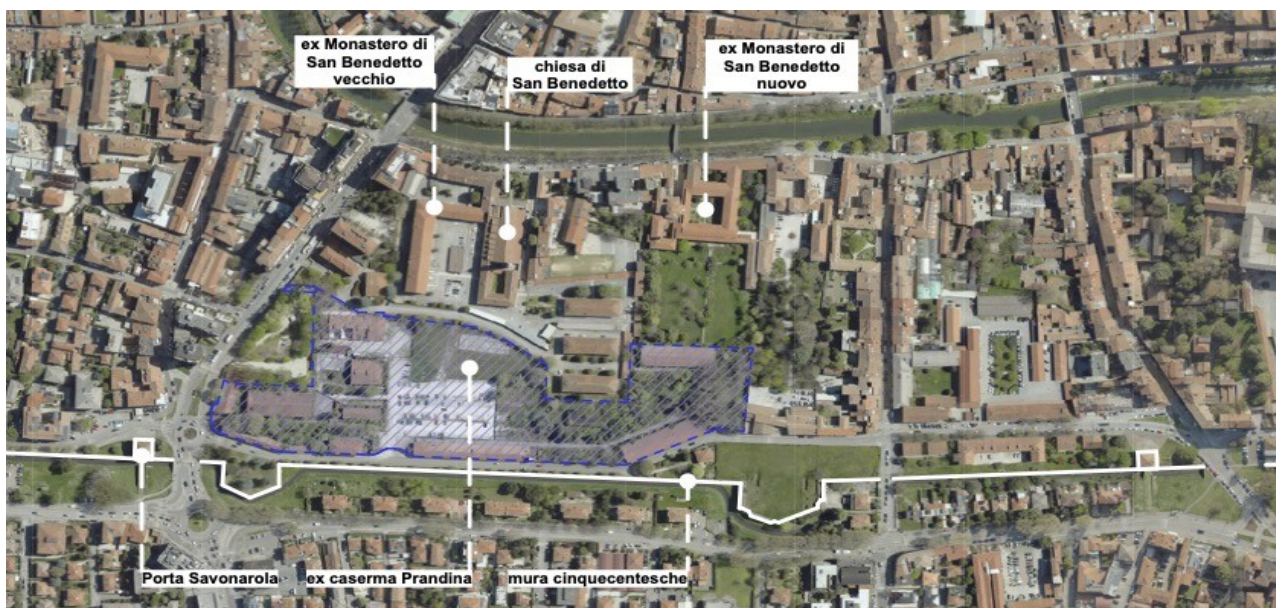 ex Monastero di
San Benedetto
vecchio
chiesa di
San Benedetto
ex Monastero di
San Benedetto
nuovo
Porta Savonarola
ex caserma Prandina
mura cinquecentesche